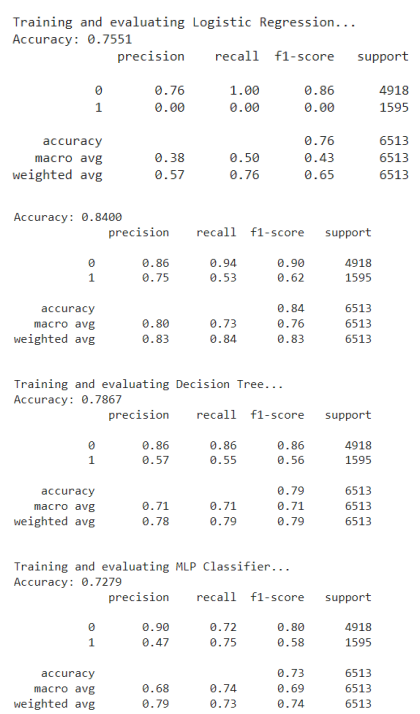 Training and evaluating Logistic Regression...
Accuracy: 0.7551
precision recall f1-score support
0 0.76 1.00 0.86 4918
1 0.00 0.00 0.00 1595
accuracy 0.76 6513
macro avg 0.38 0.50 0.43 6513
weighted avg 0.57 0.76 0.65 6513
Accuracy: 0.8400
precision recall f1-score support
0 0.86 0.94 0.90 4918
1 0.75 0.53 0.62 1595
accuracy 0.84 6513
macro avg 0.80 0.73 0.76 6513
weighted avg 0.83 0.84 0.83 6513
Training and evaluating Decision Tree...
Accuracy: 0.7867
precision recall f1-score support
0 0.86 0.86 0.86 4918
1 0.57 0.55 0.56 1595
accuracy 0.79 6513
macro avg 0.71 0.71 0.71 6513
weighted avg 0.78 0.79 0.79 6513
Training and evaluating MLP Classifier...
Accuracy: 0.7279
precision recall f1-score support
0 0.90 0.72 0.80 4918
1 0.47 0.75 0.58 1595
accuracy 0.73 6513
macro avg 0.68 0.74 0.69 6513
weighted avg 0.79 0.73 0.74 6513